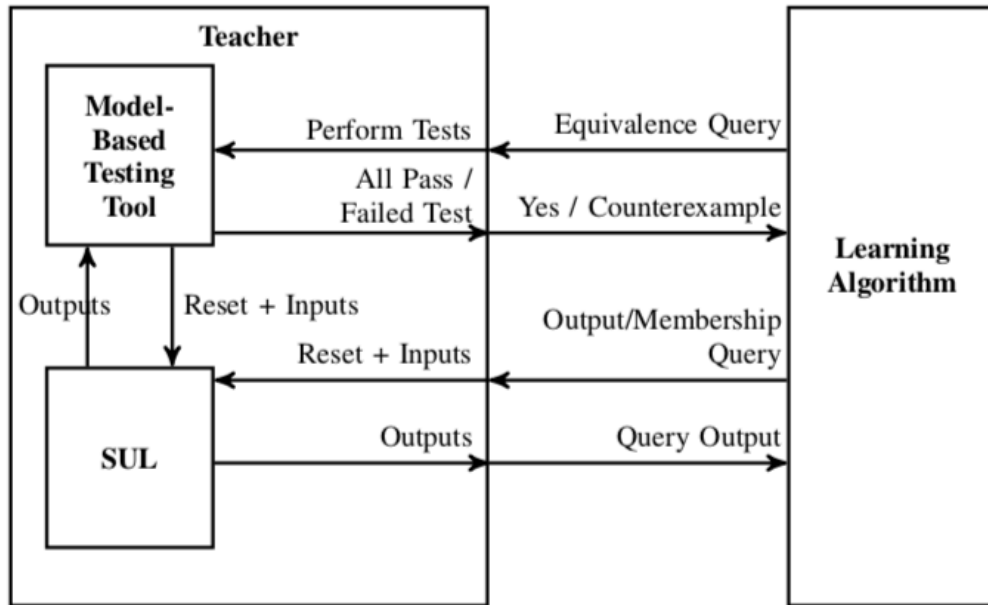 Teacher
Model-
Based
Testing
Tool
Perform Tests
Equivalence Query
All Pass /
Failed Test
Yes / Counterexample
Learning
Algorithm
Outputs
Reset + Inputs
Output/Membership
Query
Reset + Inputs
SUL
Outputs
Query Output